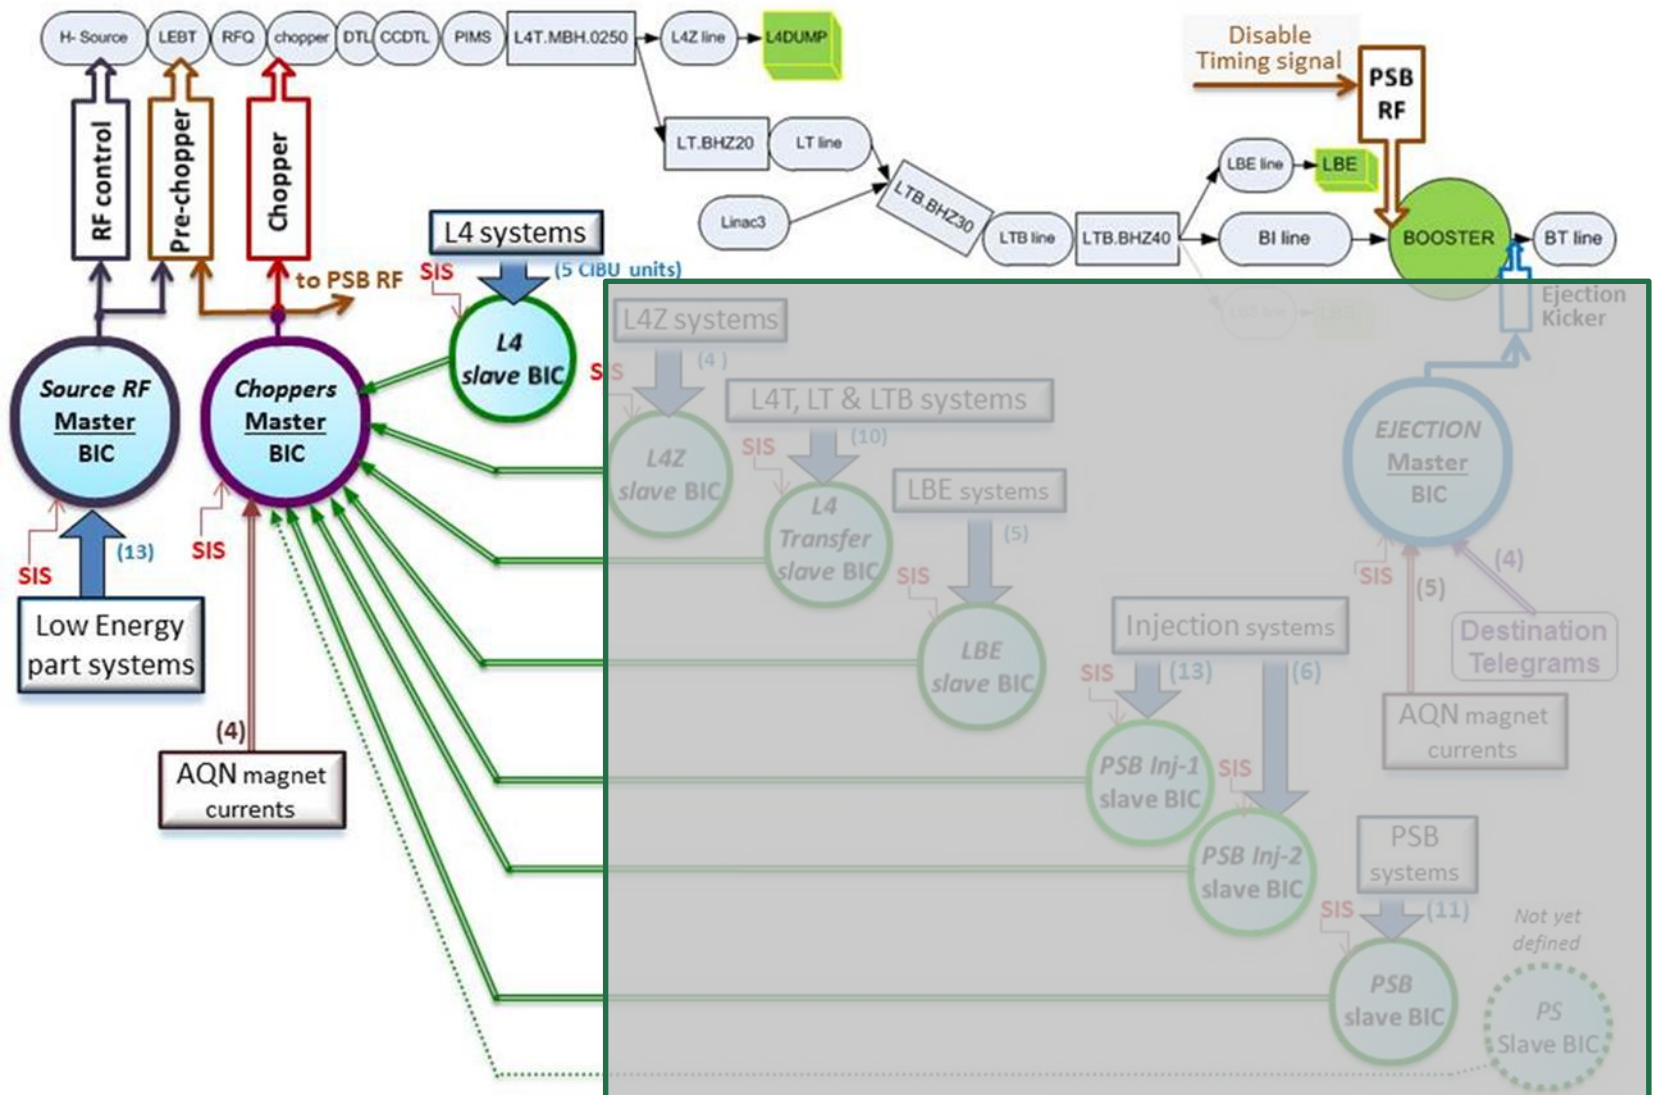 H- Source
LEBT
RFQ
chopper
DTL
CCDTL
PIMS
L4T.MBH.0250
L4Z line
L4DUMP
Disable
Timing signal
PSB
RF
RF control
Pre-chopper
Chopper
LT.BHZ20
LT line
Linac3
LTB.BHZ30
LTB line
LTB.BHZ40
LBE line
LBE
BI line
BOOSTER
BT line
L4 systems
SIS
(5 CIBU units)
to PSB RF
Ejection
Kicker
Source RF
Master
BIC
Choppers
Master
BIC
L4
slave BIC
L4Z systems
(4)
SIS
L4Z
slave BIC
L4T, LT & LTB systems
SIS
(10)
L4
Transfer
slave BIC
LBE systems
(5)
SIS
LBE
slave BIC
EJECTION
Master
BIC
SIS
(5)
(4)
Destination
Telegrams
AQN magnet
currents
SIS
(13)
SIS
Low Energy
part systems
(4)
AQN magnet
currents
Injection systems
SIS
(13)
(6)
PSB Inj-1
slave BIC
SIS
PSB Inj-2
slave BIC
PSB
systems
SIS
(11)
PSB
slave BIC
Not yet
defined
PS
Slave BIC